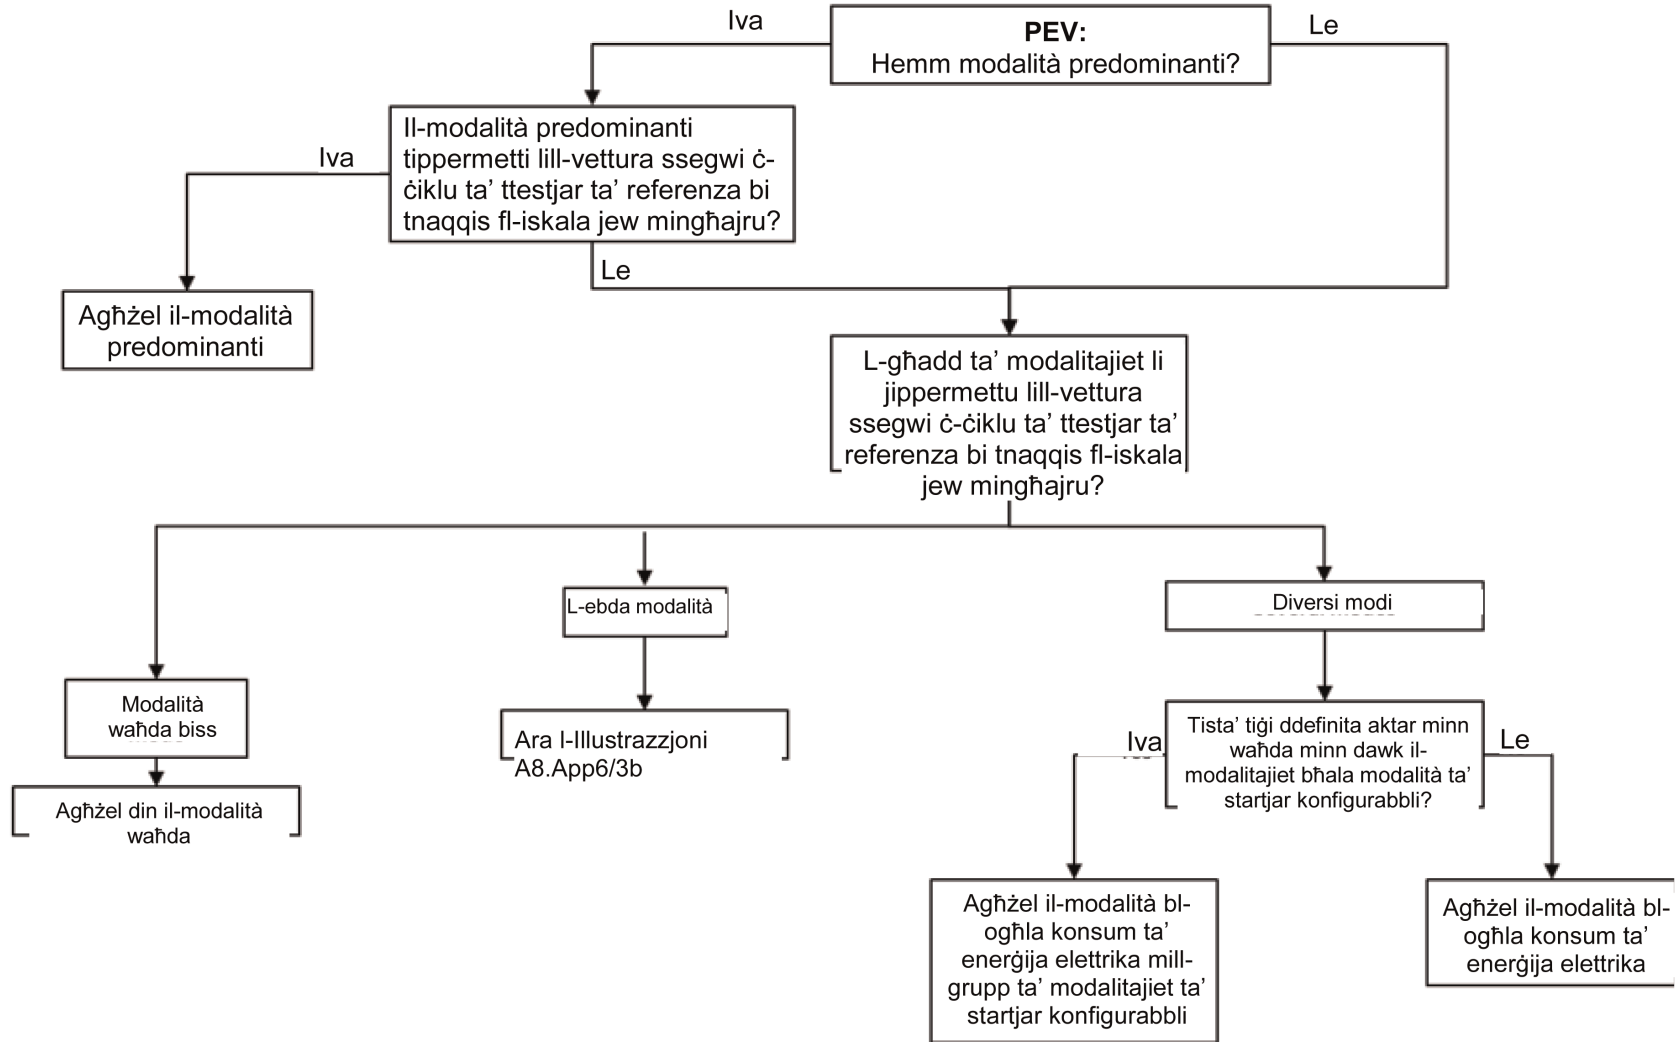 Iva
PEV:
Hemm modalità predominanti?
Le
Il-modalità predominanti
tippermetti lill-vettura ssegwi ċ-
ċiklu ta’ ttestjar ta’ referenza bi
tnaqqis fl-iskala jew mingħajru?
Iva
Le
Agħżel il-modalità
predominanti
L-għadd ta’ modalitajiet li
jippermettu lill-vettura
ssegwi ċ-ċiklu ta’ ttestjar ta’
referenza bi tnaqqis fl-iskala
jew mingħajru?
L-ebda modalità
Diversi modi
Modalità
waħda biss
Ara l-Illustrazzjoni
A8.App6/3b
Agħżel din il-modalità
waħda
Iva
Tista’ tiġi ddefinita aktar minn
waħda minn dawk il-
modalitajiet bħala modalità ta’
startjar konfigurabbli?
Le
Agħżel il-modalità bl-
ogħla konsum ta’
enerġija elettrika mill-
grupp ta’ modalitajiet ta’
startjar konfigurabbli
Agħżel il-modalità bl-
ogħla konsum ta’
enerġija elettrika